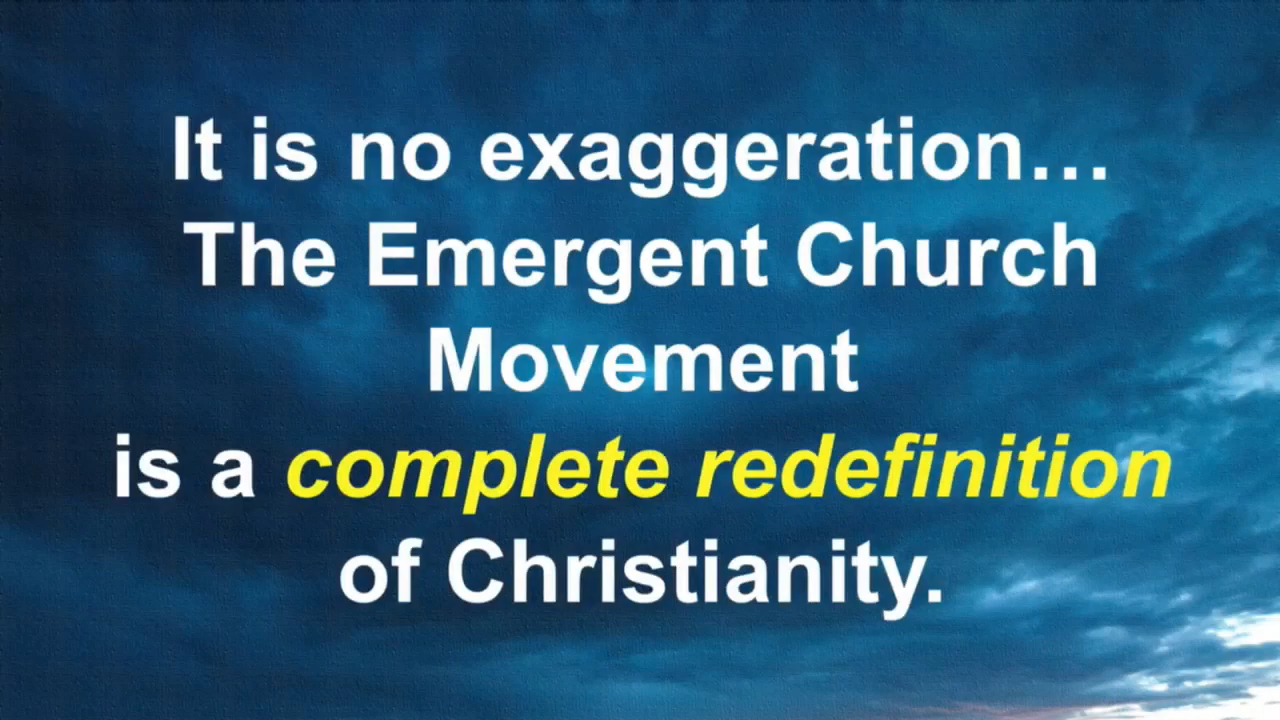 It is no exaggeration…
The Emergent Church
Movement
is a complete redefinition
of Christianity.